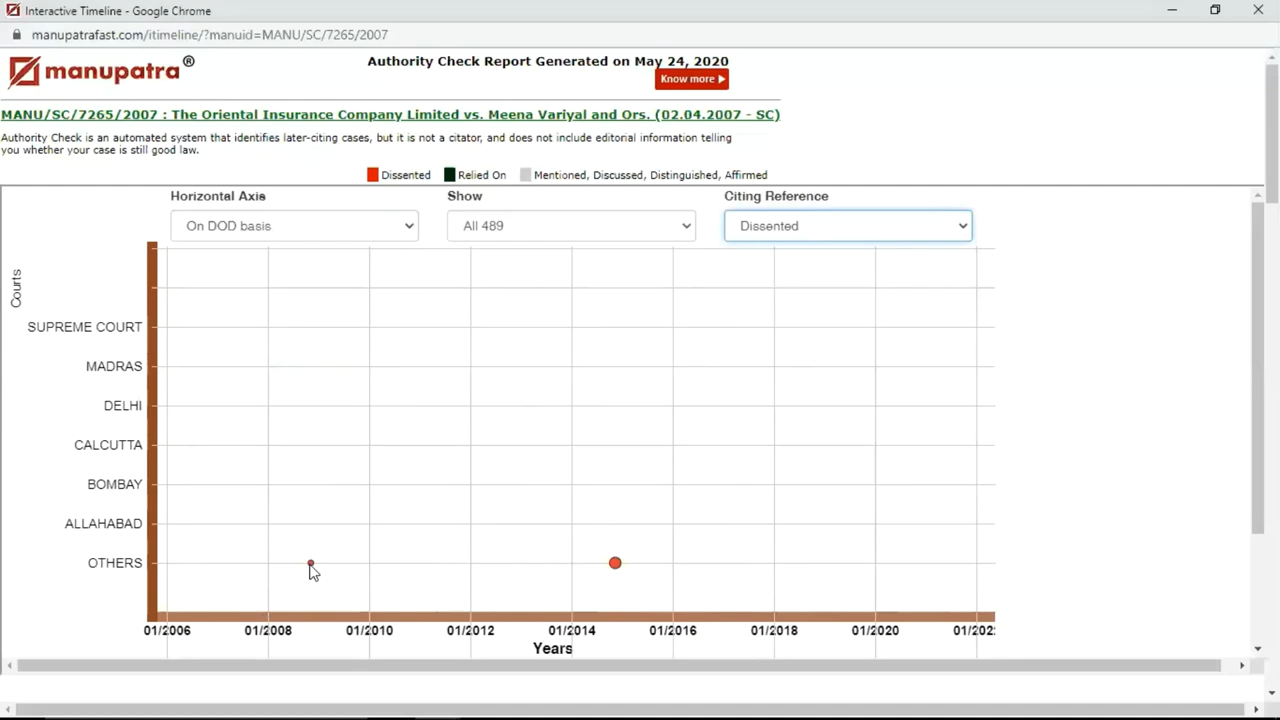 Interactive Timeline - Google Chrome
manupatrafast.com/itimeline/?manuid=MANU/SC/7265/2007
manupatra®
Authority Check Report Generated on May 24, 2020
Know more
MANU/SC/7265/2007 : The Oriental Insurance Company Limited vs. Meena Variyal and Ors. (02.04.2007 - SC)
Authority Check is an automated system that identifies later-citing cases, but it is not a citator, and does not include editorial information telling
you whether your case is still good law.
Dissented Relied On Mentioned, Discussed, Distinguished, Affirmed
Horizontal Axis Show Citing Reference
On DOD basis All 489 Dissented
Courts
SUPREME COURT
MADRAS
DELHI
CALCUTTA
BOMBAY
ALLAHABAD
OTHERS
01/2006 01/2008 01/2010 01/2012 01/2014 01/2016 01/2018 01/2020
Years